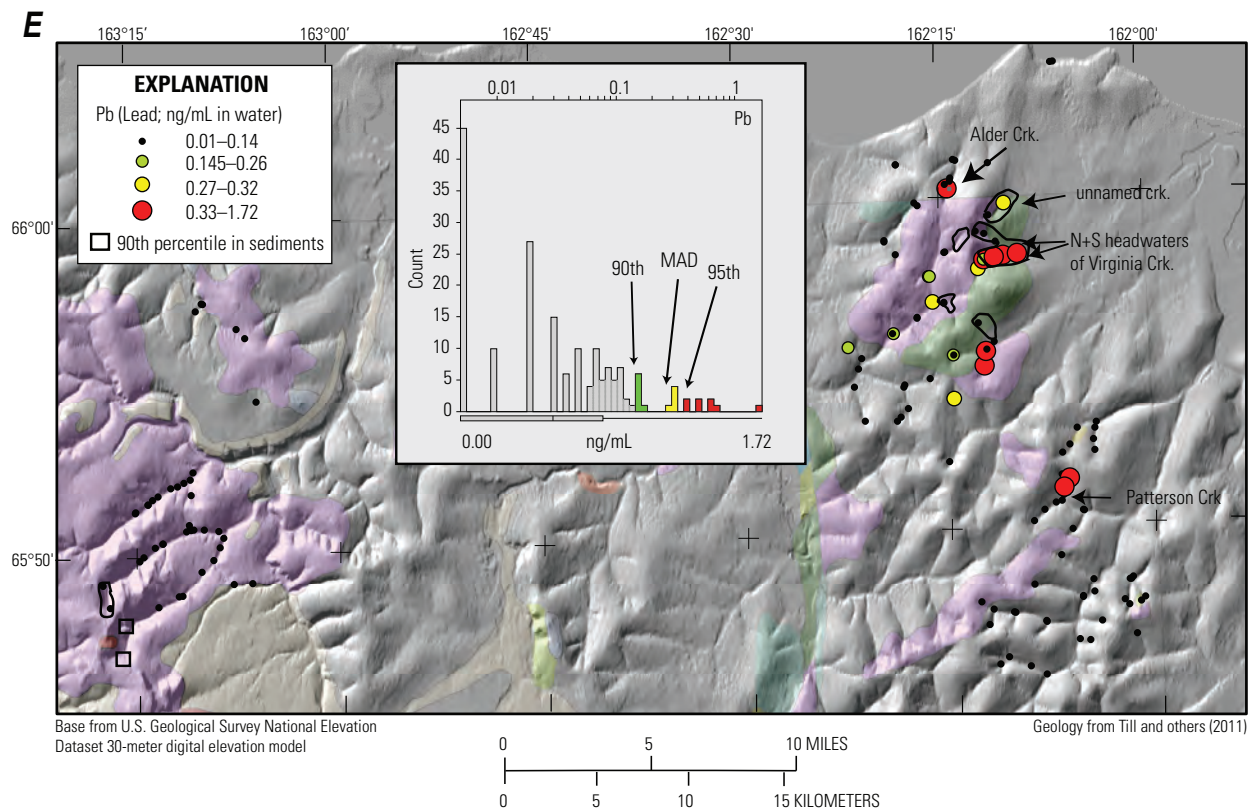 E
163°15' 163°00' 162°45' 162°30' 162°15' 162°00'
EXPLANATION
Pb (Lead; ng/mL in water)
0.01–0.14
0.145–0.26
0.27–0.32
0.33–1.72
90th percentile in sediments
0.01 0.1 1
Pb
45
40
35
30
25
20
15
10
5
0
Count
90th
MAD
95th
0.00 ng/mL 1.72
Alder Crk.
unnamed crk.
N+S headwaters
of Virginia Crk.
Patterson Crk
66°00'
65°50'
Base from U.S. Geological Survey National Elevation
Dataset 30-meter digital elevation model
Geology from Till and others (2011)
0 5 10 MILES
0 5 10 15 KILOMETERS